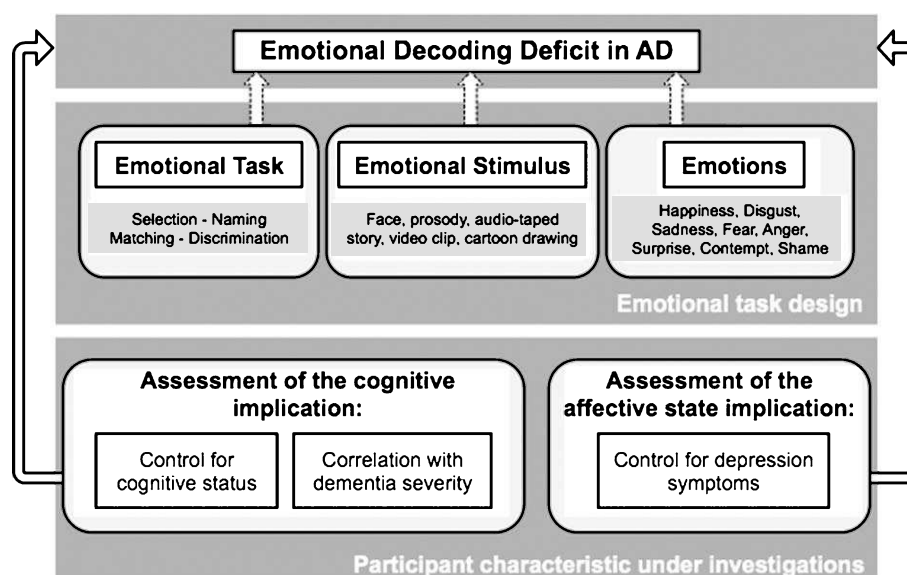 Emotional Decoding Deficit in AD
Emotional Task
Selection - Naming
Matching - Discrimination
Emotional Stimulus
Face, prosody, audio-taped
story, video clip, cartoon drawing
Emotions
Happiness, Disgust,
Sadness, Fear, Anger,
Surprise, Contempt, Shame
Emotional task design
Assessment of the cognitive
implication:
Control for
cognitive status
Correlation with
dementia severity
Assessment of the
affective state implication:
Control for depression
symptoms
Participant characteristic under investigations